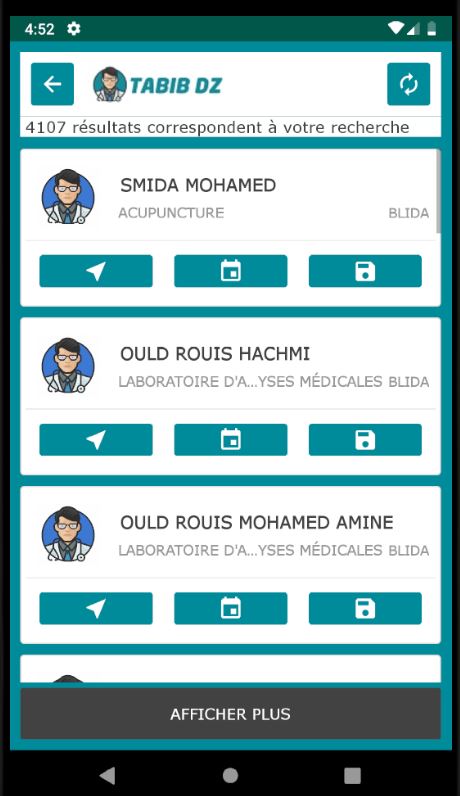 4:52
TABIB DZ
4107 résultats correspondent à votre recherche
SMIDA MOHAMED
ACUPUNCTURE BLIDA
OULD ROUIS HACHMI
LABORATOIRE D'A...YSES MÉDICALES BLIDA
OULD ROUIS MOHAMED AMINE
LABORATOIRE D'A...YSES MÉDICALES BLIDA
AFFICHER PLUS